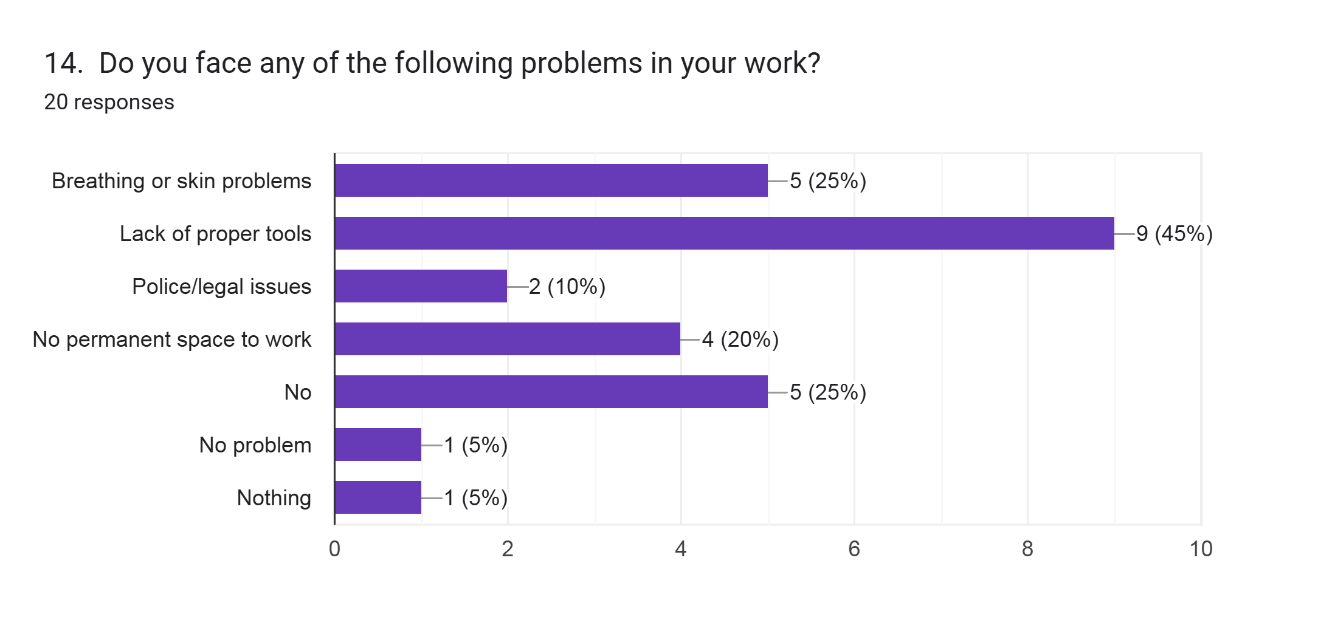 14. Do you face any of the following problems in your work?
20 responses
Breathing or skin problems 5 (25%)
Lack of proper tools 9 (45%)
Police/legal issues 2 (10%)
No permanent space to work 4 (20%)
No 5 (25%)
No problem 1 (5%)
Nothing 1 (5%)
0 2 4 6 8 10